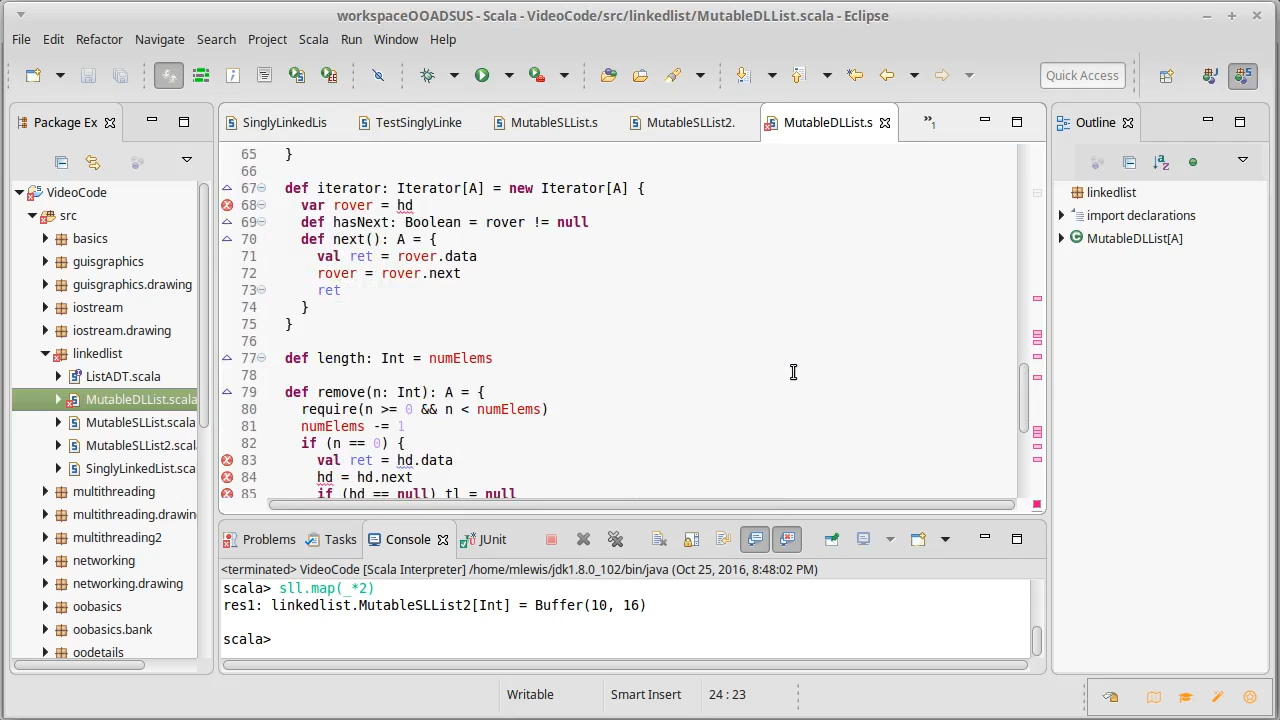 workspaceOOADSUS - Scala - VideoCode/src/linkedlist/MutableDLList.scala - Eclipse
File Edit Refactor Navigate Search Project Scala Run Window Help
Quick Access
Package Ex
SinglyLinkedLis TestSinglyLinke MutableSLList.s MutableSLList2. MutableDLList.s »1
Outline
VideoCode
src
basics
guisgraphics
guisgraphics.drawing
iostream
iostream.drawing
linkedlist
ListADT.scala
MutableDLList.scala
MutableSLList.scala
MutableSLList2.scal
SinglyLinkedList.sca
multithreading
multithreading.drawin
multithreading2
networking
networking.drawing
oobasics
oobasics.bank
oodetails
65 }
66
67 def iterator: Iterator[A] = new Iterator[A] {
68 var rover = hd
69 def hasNext: Boolean = rover != null
70 def next(): A = {
71 val ret = rover.data
72 rover = rover.next
73 ret
74 }
75 }
76
77 def length: Int = numElems
78
79 def remove(n: Int): A = {
80 require(n >= 0 && n < numElems)
81 numElems -= 1
82 if (n == 0) {
83 val ret = hd.data
84 hd = hd.next
85 if (hd == null) tl = null
linkedlist
import declarations
MutableDLList[A]
Problems Tasks Console JUnit
<terminated> VideoCode [Scala Interpreter] /home/mlewis/jdk1.8.0_102/bin/java (Oct 25, 2016, 8:48:02 PM)
scala> sll.map(_*2)
res1: linkedlist.MutableSLList2[Int] = Buffer(10, 16)
scala>
Writable Smart Insert 24 : 23